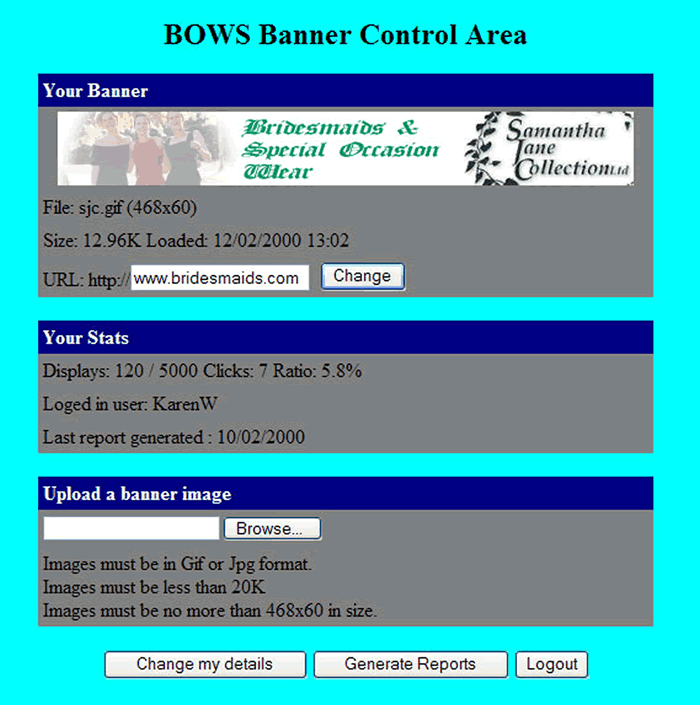 BOWS Banner Control Area
Your Banner
Bridesmaids &
Special Occasion
Wear
Samantha
Jane
Collection Ltd
File: sjc.gif (468x60)
Size: 12.96K Loaded: 12/02/2000 13:02
URL: http:// www.bridesmaids.com Change
Your Stats
Displays: 120 / 5000 Clicks: 7 Ratio: 5.8%
Loged in user: KarenW
Last report generated : 10/02/2000
Upload a banner image
Browse...
Images must be in Gif or Jpg format.
Images must be less than 20K
Images must be no more than 468x60 in size.
Change my details Generate Reports Logout